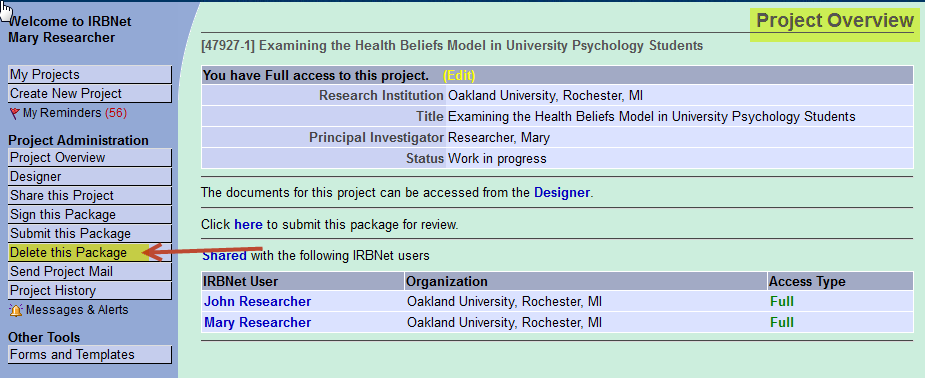 Welcome to IRBNet
Mary Researcher
My Projects
Create New Project
My Reminders (56)
Project Administration
Project Overview
Designer
Share this Project
Sign this Package
Submit this Package
Delete this Package
Send Project Mail
Project History
Messages & Alerts
Other Tools
Forms and Templates
Project Overview
[47927-1] Examining the Health Beliefs Model in University Psychology Students
You have Full access to this project. (Edit)
Research Institution Oakland University, Rochester, MI
Title Examining the Health Beliefs Model in University Psychology Students
Principal Investigator Researcher, Mary
Status Work in progress
The documents for this project can be accessed from the Designer.
Click here to submit this package for review.
Shared with the following IRBNet users
IRBNet User Organization Access Type
John Researcher Oakland University, Rochester, MI Full
Mary Researcher Oakland University, Rochester, MI Full